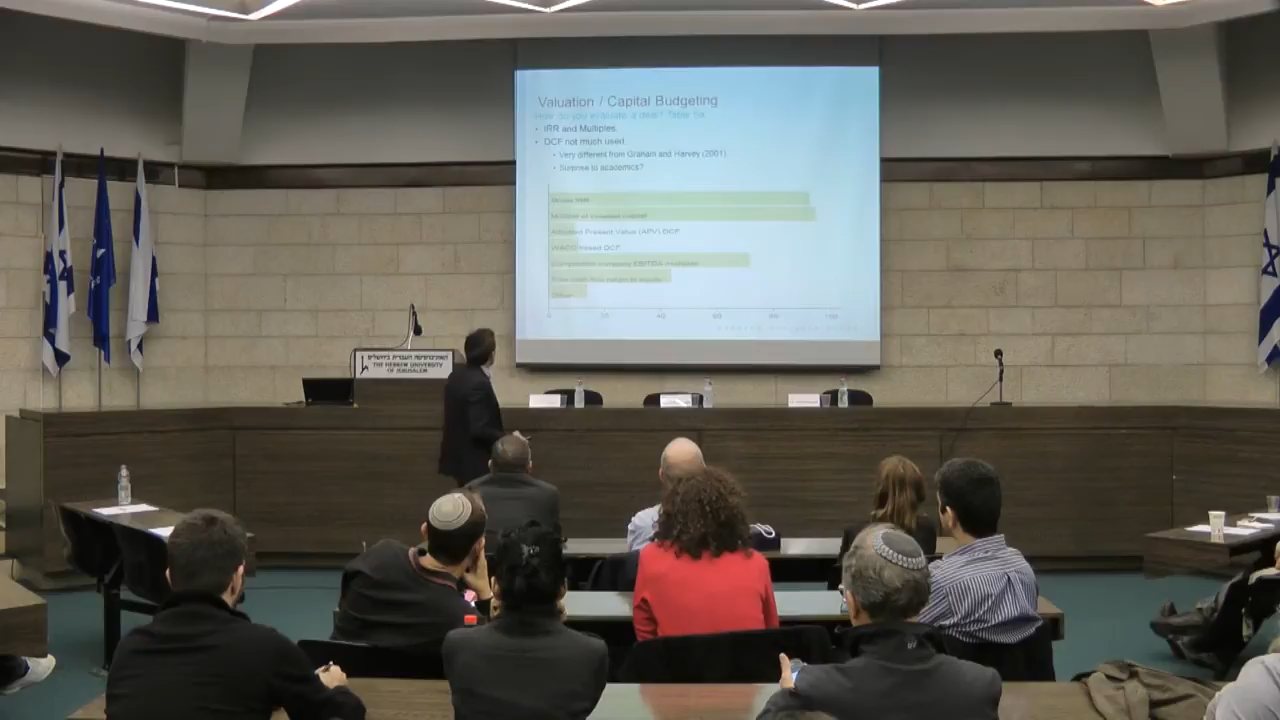 Valuation / Capital Budgeting
How do you evaluate a deal? Table 5a
• IRR and Multiples.
• DCF not much used.
• Very different from Graham and Harvey (2001)
• Surprise to academics?
Gross IRR
Multiple of invested capital
Adjusted Present Value (APV) DCF
WACC-based DCF
Comparable company EBITDA multiples
Other
0 20 40 60 80 100
האוניברסיטה העברית בירושלים
THE HEBREW UNIVERSITY
OF JERUSALEM